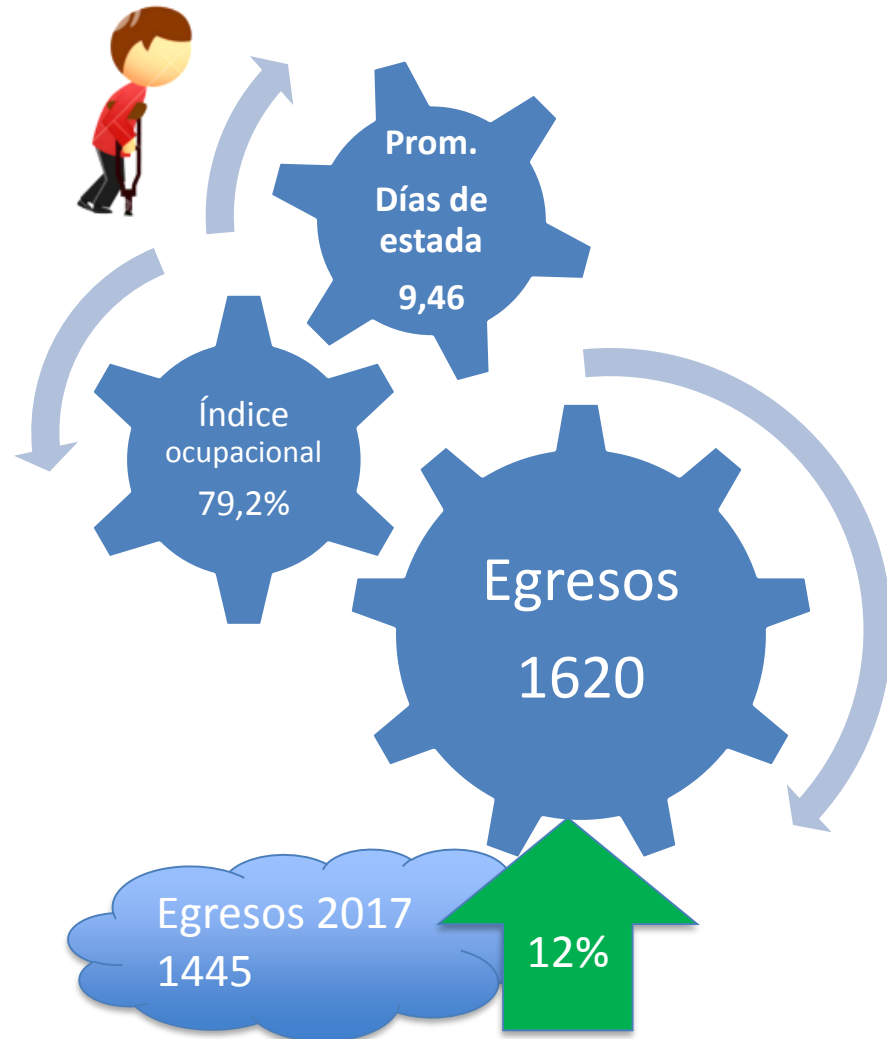 Prom.
Días de
estada
9,46
Índice
ocupacional
79,2%
Egresos
1620
Egresos 2017
1445
12%